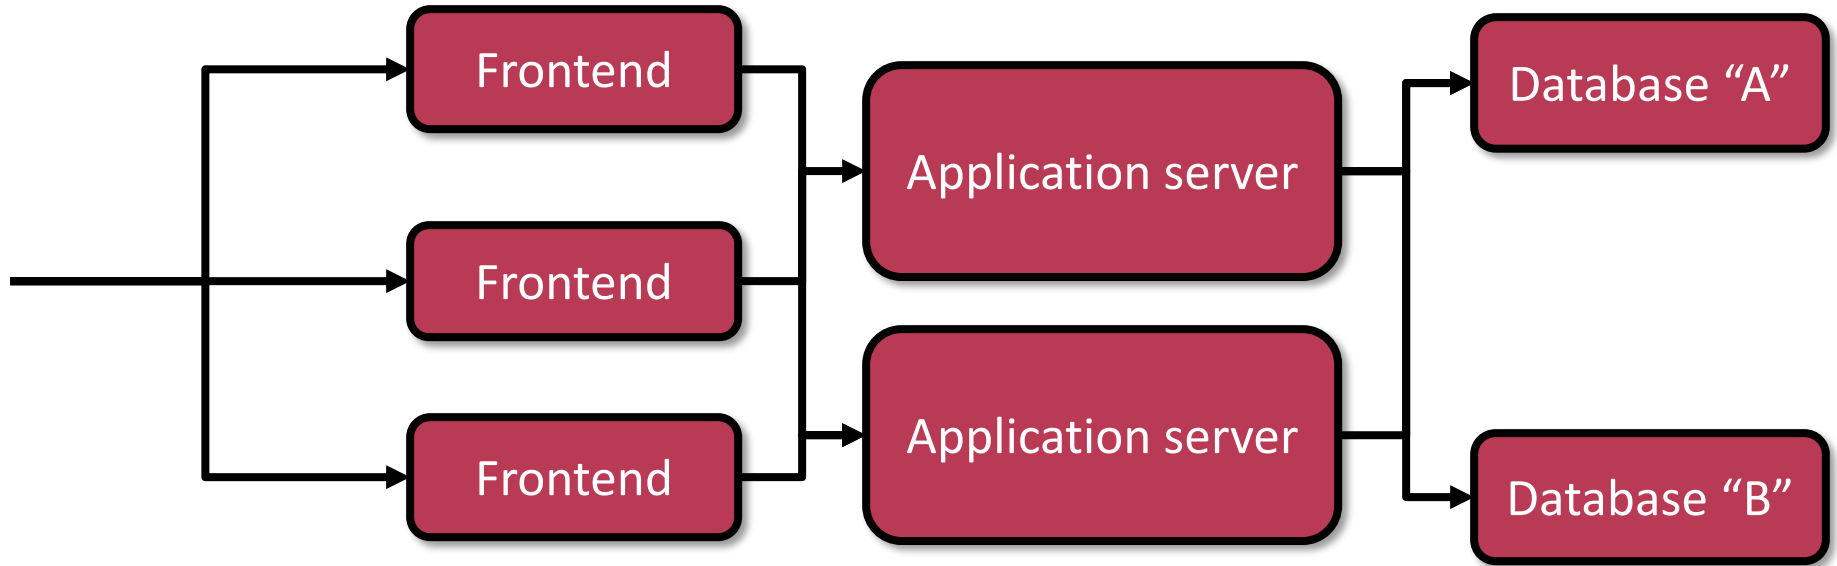 Frontend
Frontend
Frontend
Application server
Application server
Database “A”
Database “B”